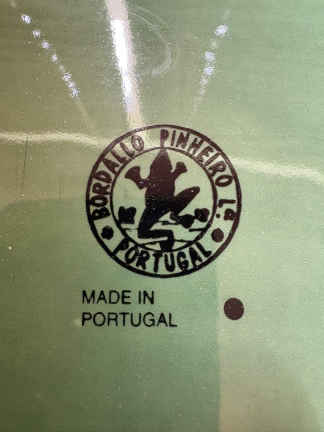 BORDALLO PINHEIRO L.da
PORTUGAL
MADE IN
PORTUGAL